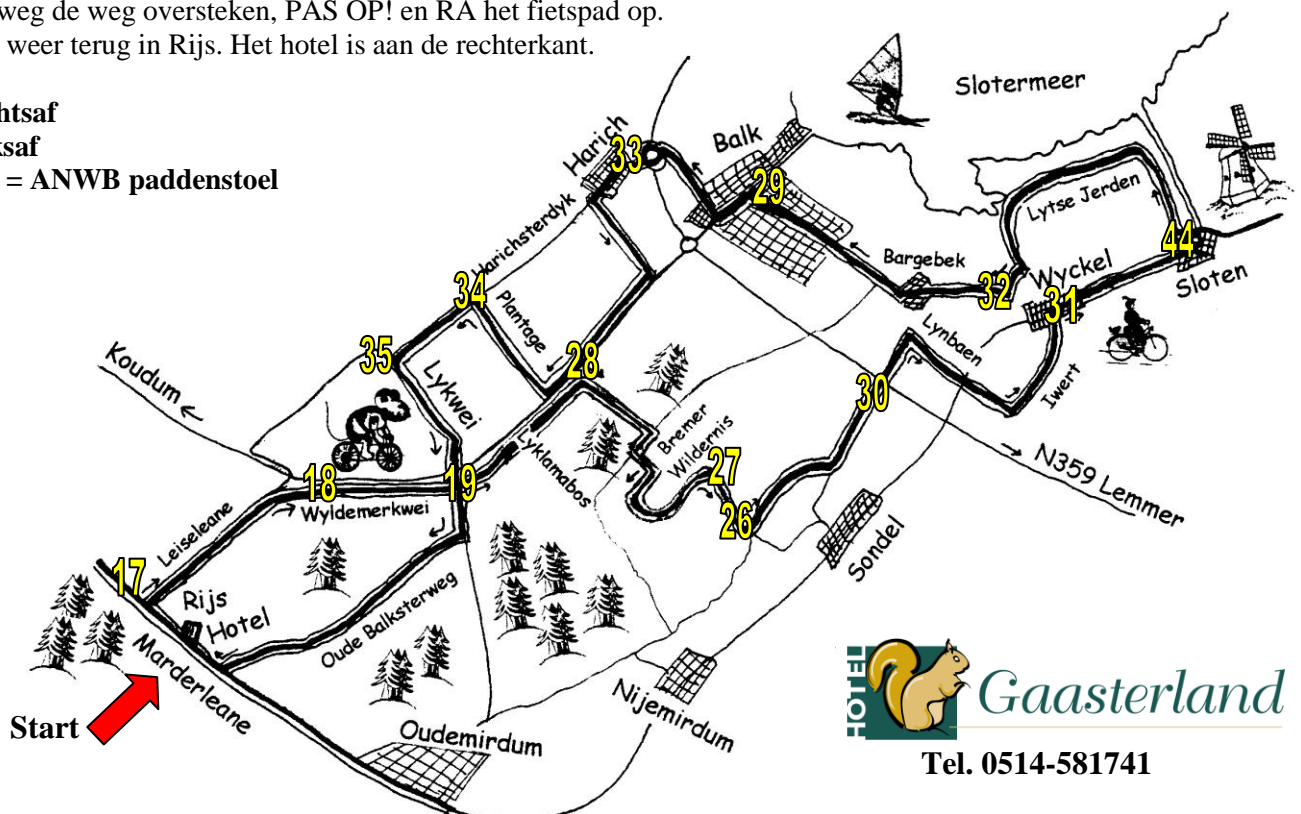 weg de weg oversteken, PAS OP! en RA het fietspad op.
weer terug in Rijs. Het hotel is aan de rechterkant.
htsaf
ksaf
= ANWB paddenstoel
Slotermeer
Harich
33
Balk
29
Lytse Jerden
Harichsterdyk
Bargebek
32
Wyckel
31
44
Sloten
34
Plantage
28
Lynbaen
Iwert
35
Lykwei
30
Koudum
Bremer
Wildernis
27
26
N359 Lemmer
Lyklamabos
18
19
Wyldemerkwei
Leiseleane
Sondel
17
Rijs
Hotel
Oude Balksterweg
Marderleane
Start
Nijemirdum
Oudemirdum
HOTEL
Gaasterland
Tel. 0514-581741